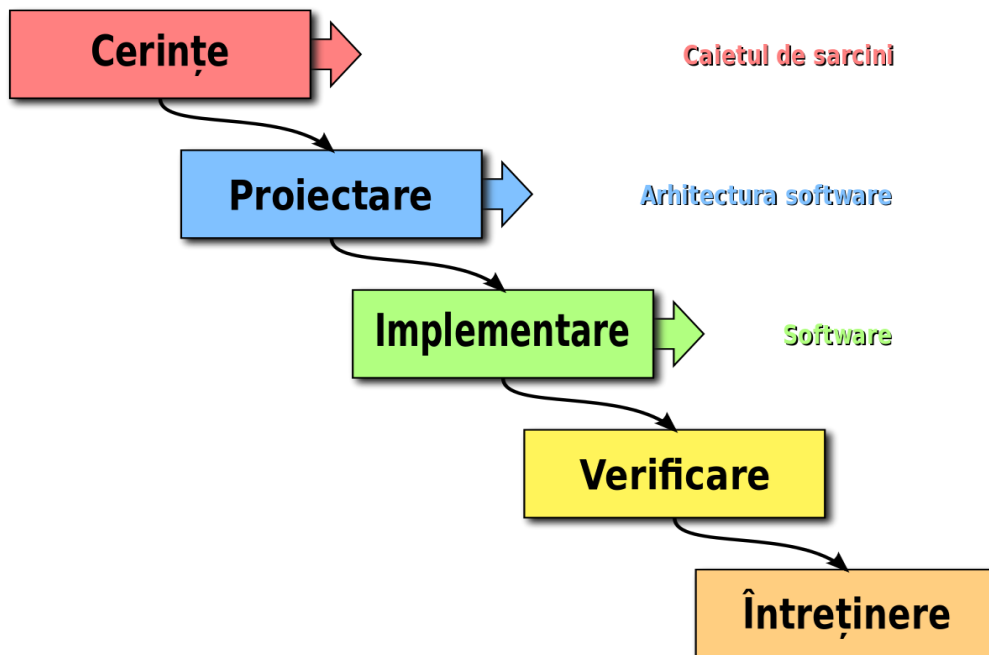 Cerințe
Caietul de sarcini
Proiectare
Arhitectura software
Implementare
Software
Verificare
Întreținere